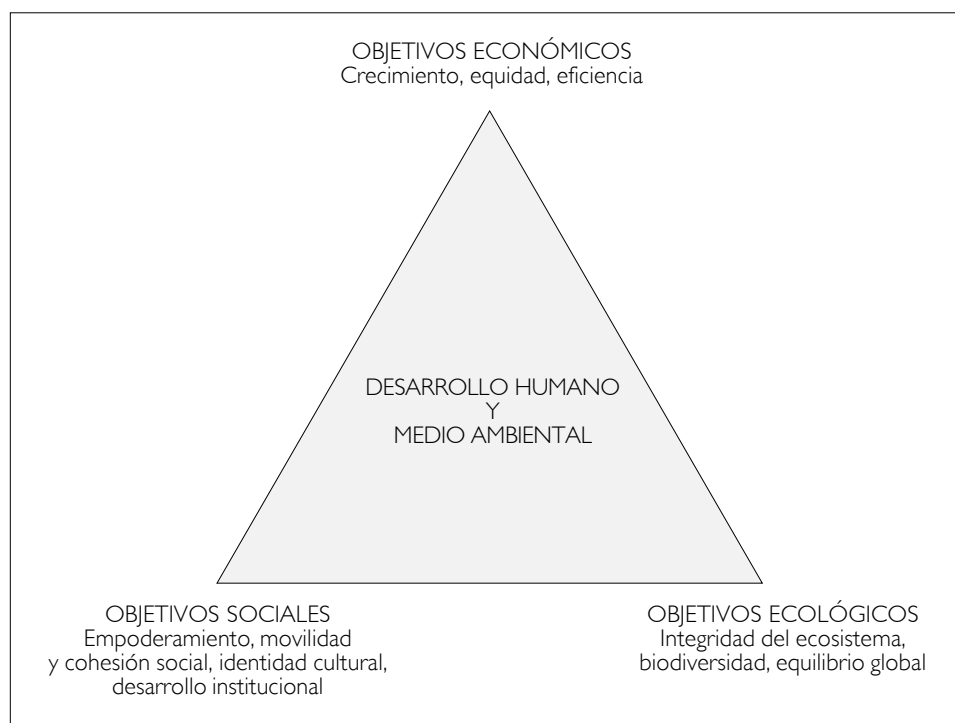 OBJETIVOS ECONÓMICOS
Crecimiento, equidad, eficiencia
DESARROLLO HUMANO
Y
MEDIO AMBIENTAL
OBJETIVOS SOCIALES
Empoderamiento, movilidad
y cohesión social, identidad cultural,
desarrollo institucional
OBJETIVOS ECOLÓGICOS
Integridad del ecosistema,
biodiversidad, equilibrio global